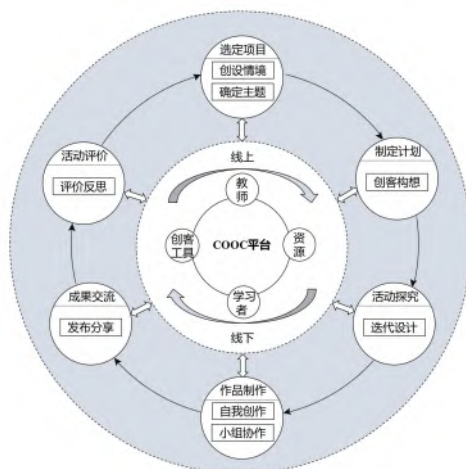 选定项目
创设情境
确定主题
制定计划
创客构想
活动探究
迭代设计
作品制作
自我创作
小组协作
成果交流
发布分享
活动评价
评价反思
线上
教
师
创客
工具
COOC平台
资
源
学习
者
线下